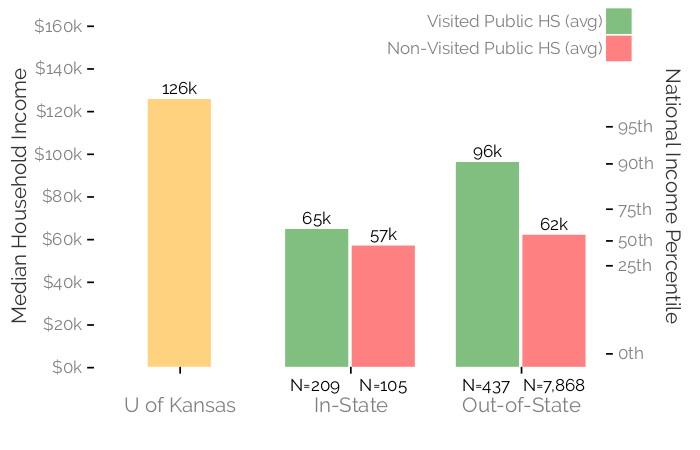 Visited Public HS (avg)
Non-Visited Public HS (avg)
Median Household Income
$160k
$140k
$120k
$100k
$80k
$60k
$40k
$20k
$0k
126k
65k
57k
96k
62k
95th
90th
75th
50th
25th
0th
National Income Percentile
N=209 N=105 N=437 N=7,868
U of Kansas In-State Out-of-State